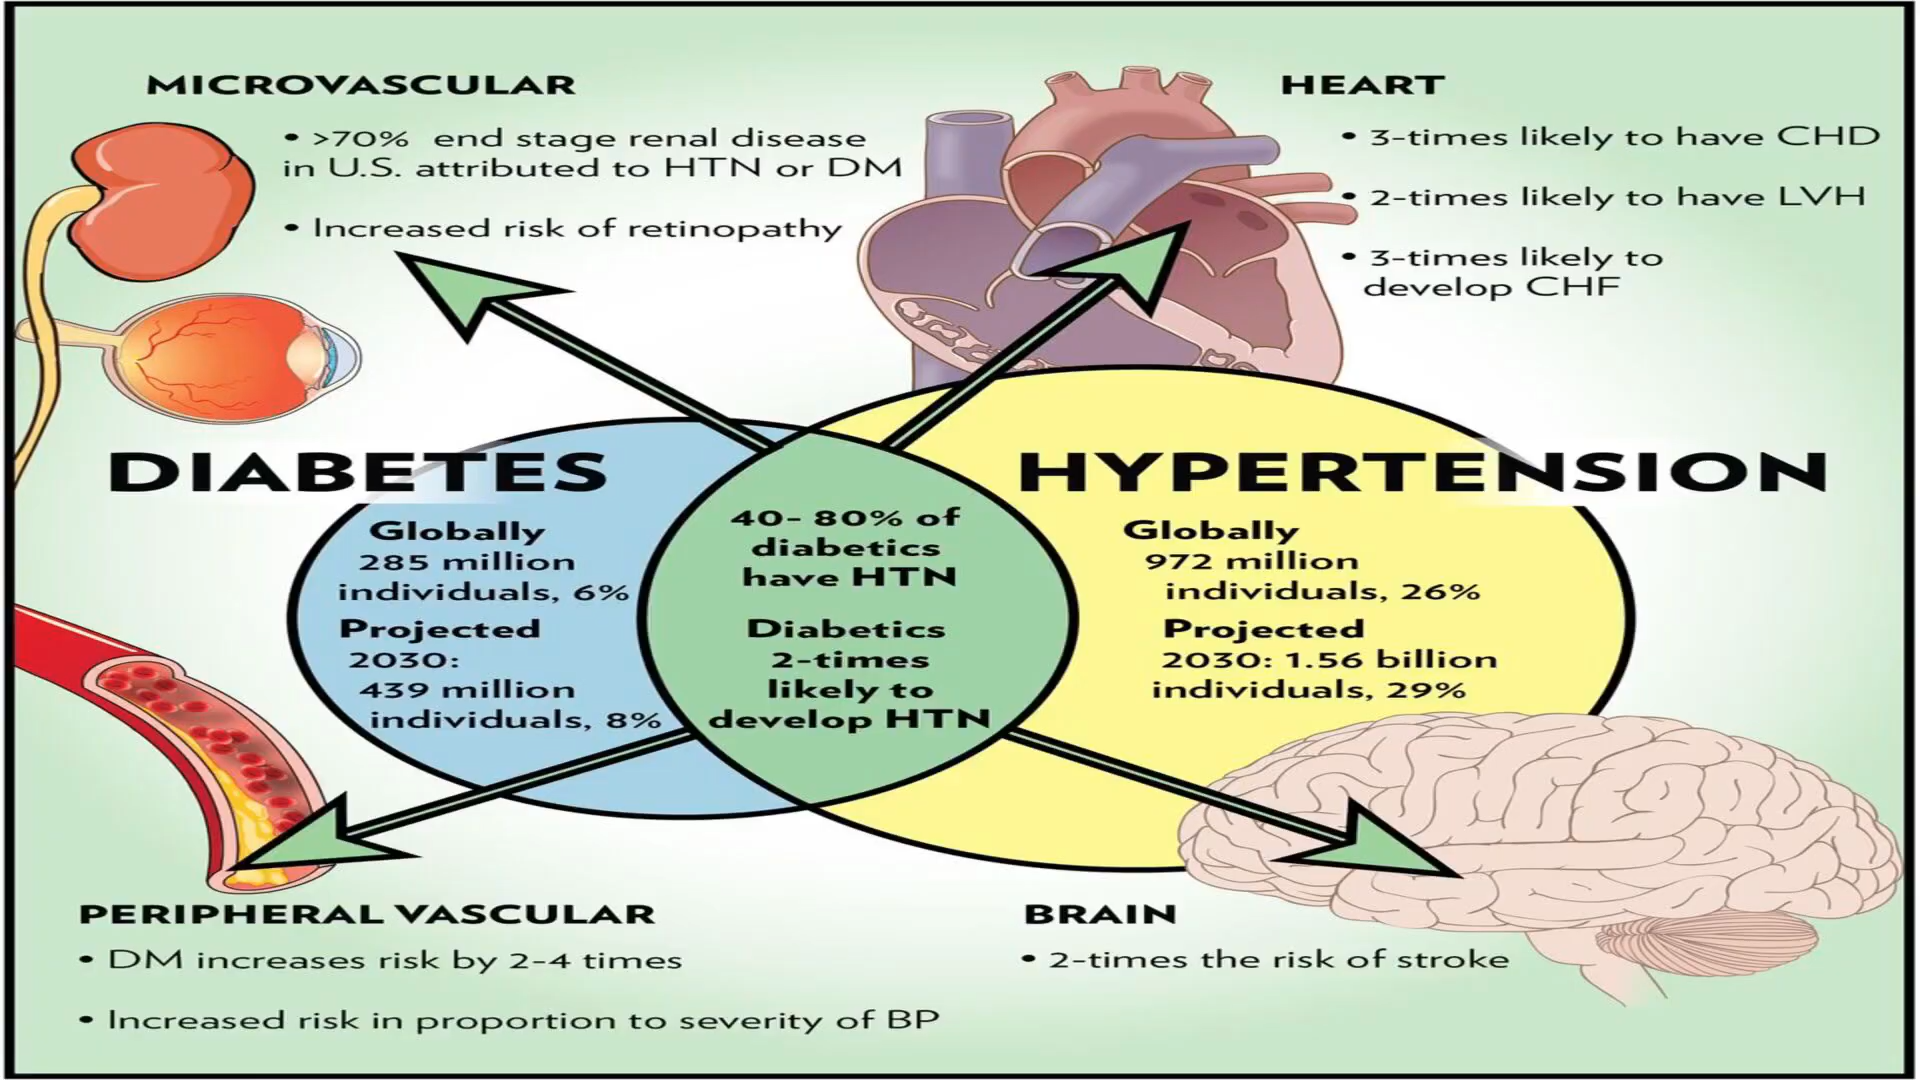 MICROVASCULAR
• >70% end stage renal disease
in U.S. attributed to HTN or DM
• Increased risk of retinopathy
HEART
• 3-times likely to have CHD
• 2-times likely to have LVH
• 3-times likely to
develop CHF
DIABETES
Globally
285 million
individuals, 6%
Projected
2030:
439 million
individuals, 8%
40- 80% of
diabetics
have HTN
Diabetics
2-times
likely to
develop HTN
HYPERTENSION
Globally
972 million
individuals, 26%
Projected
2030: 1.56 billion
individuals, 29%
PERIPHERAL VASCULAR
• DM increases risk by 2-4 times
• Increased risk in proportion to severity of BP
BRAIN
• 2-times the risk of stroke